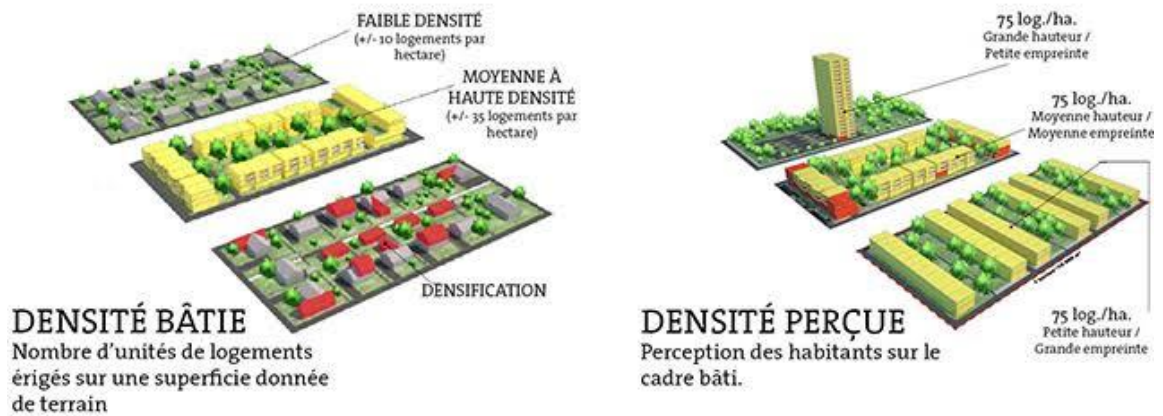 FAIBLE DENSITÉ
(+/- 10 logements par
hectare)
MOYENNE À
HAUTE DENSITÉ
(+/- 35 logements par
hectare)
DENSIFICATION
DENSITÉ BÂTIE
Nombre d'unités de logements
érigés sur une superficie donnée
de terrain
75 log./ha.
Grande hauteur /
Petite empreinte
75 log./ha.
Moyenne hauteur /
Moyenne empreinte
75 log./ha.
Petite hauteur /
Grande empreinte
DENSITÉ PERÇUE
Perception des habitants sur le
cadre bâti.